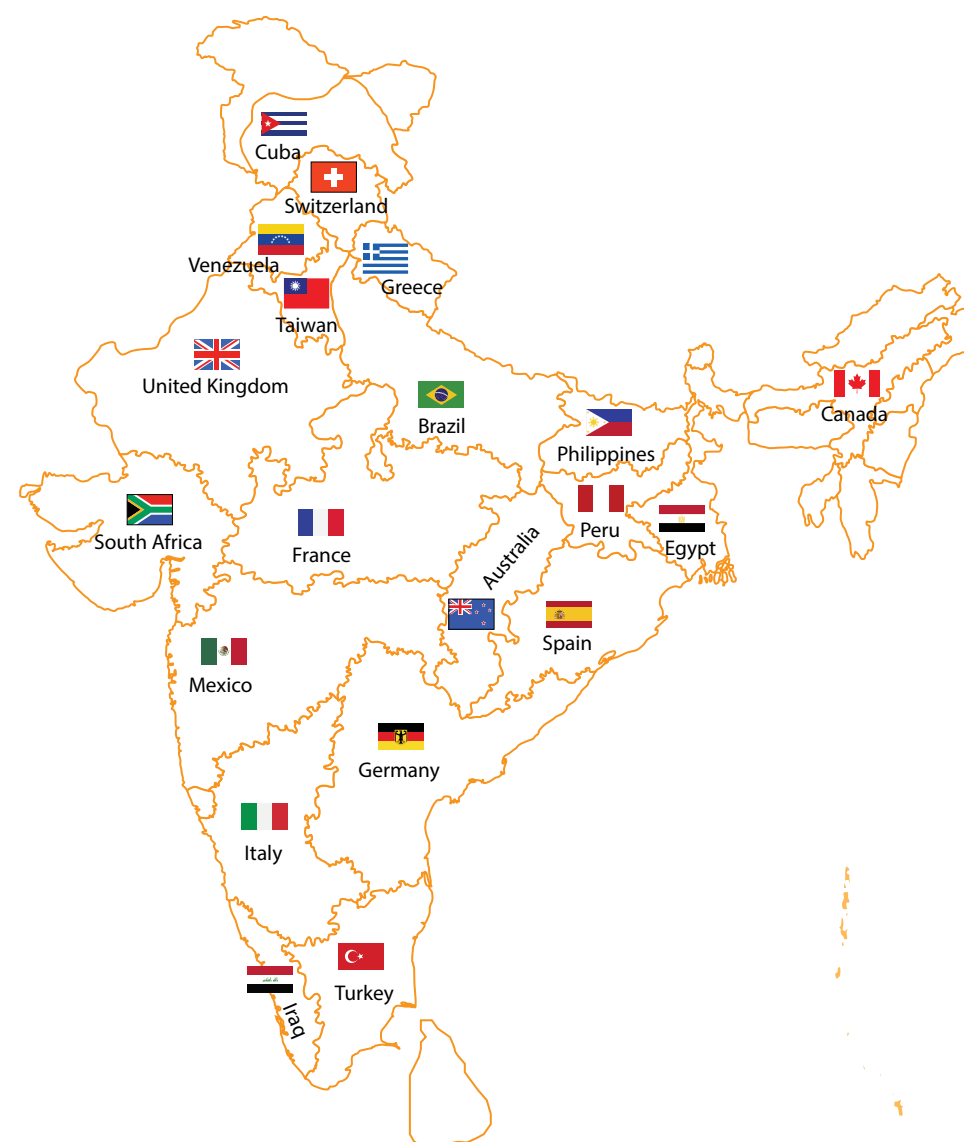 Cuba
Switzerland
Venezuela
Greece
Taiwan
United Kingdom
Brazil
Canada
Philippines
South Africa
France
Australia
Peru
Egypt
Spain
Mexico
Germany
Italy
Turkey
Iraq